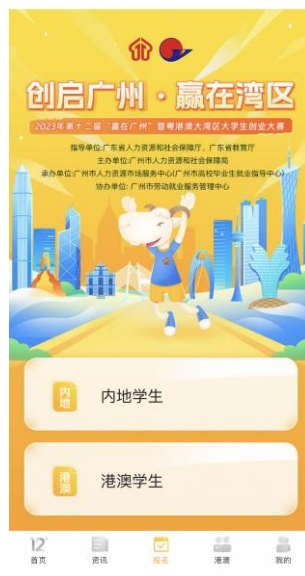 创启广州·赢在湾区
2023年第十二届“赢在广州”暨粤港澳大湾区大学生创业大赛
指导单位:广东省人力资源和社会保障厅、广东省教育厅
主办单位:广州市人力资源和社会保障局
承办单位:广州市人力资源市场服务中心(广州市高校毕业生就业指导中心)
协办单位: 广州市劳动就业服务管理中心
内地 内地学生
港澳 港澳学生
12
首页 资讯 报名 港澳 我的